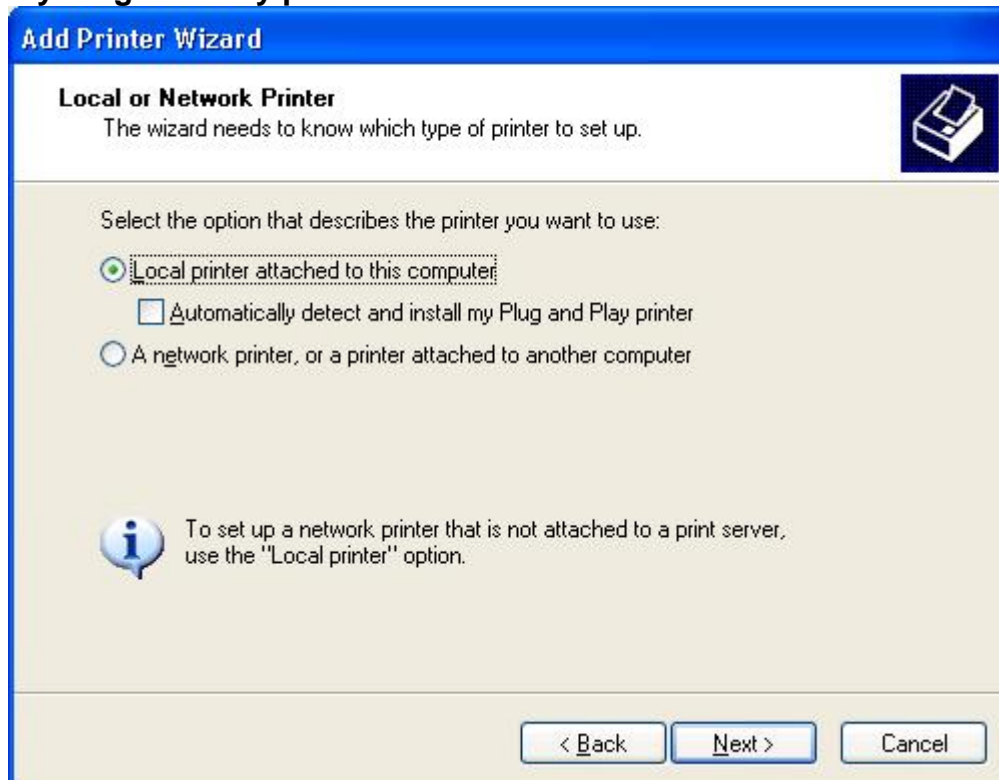 Add Printer Wizard
Local or Network Printer
The wizard needs to know which type of printer to set up.
Select the option that describes the printer you want to use:
Local printer attached to this computer
Automatically detect and install my Plug and Play printer
A network printer, or a printer attached to another computer
To set up a network printer that is not attached to a print server,
use the "Local printer" option.
< Back
Next >
Cancel